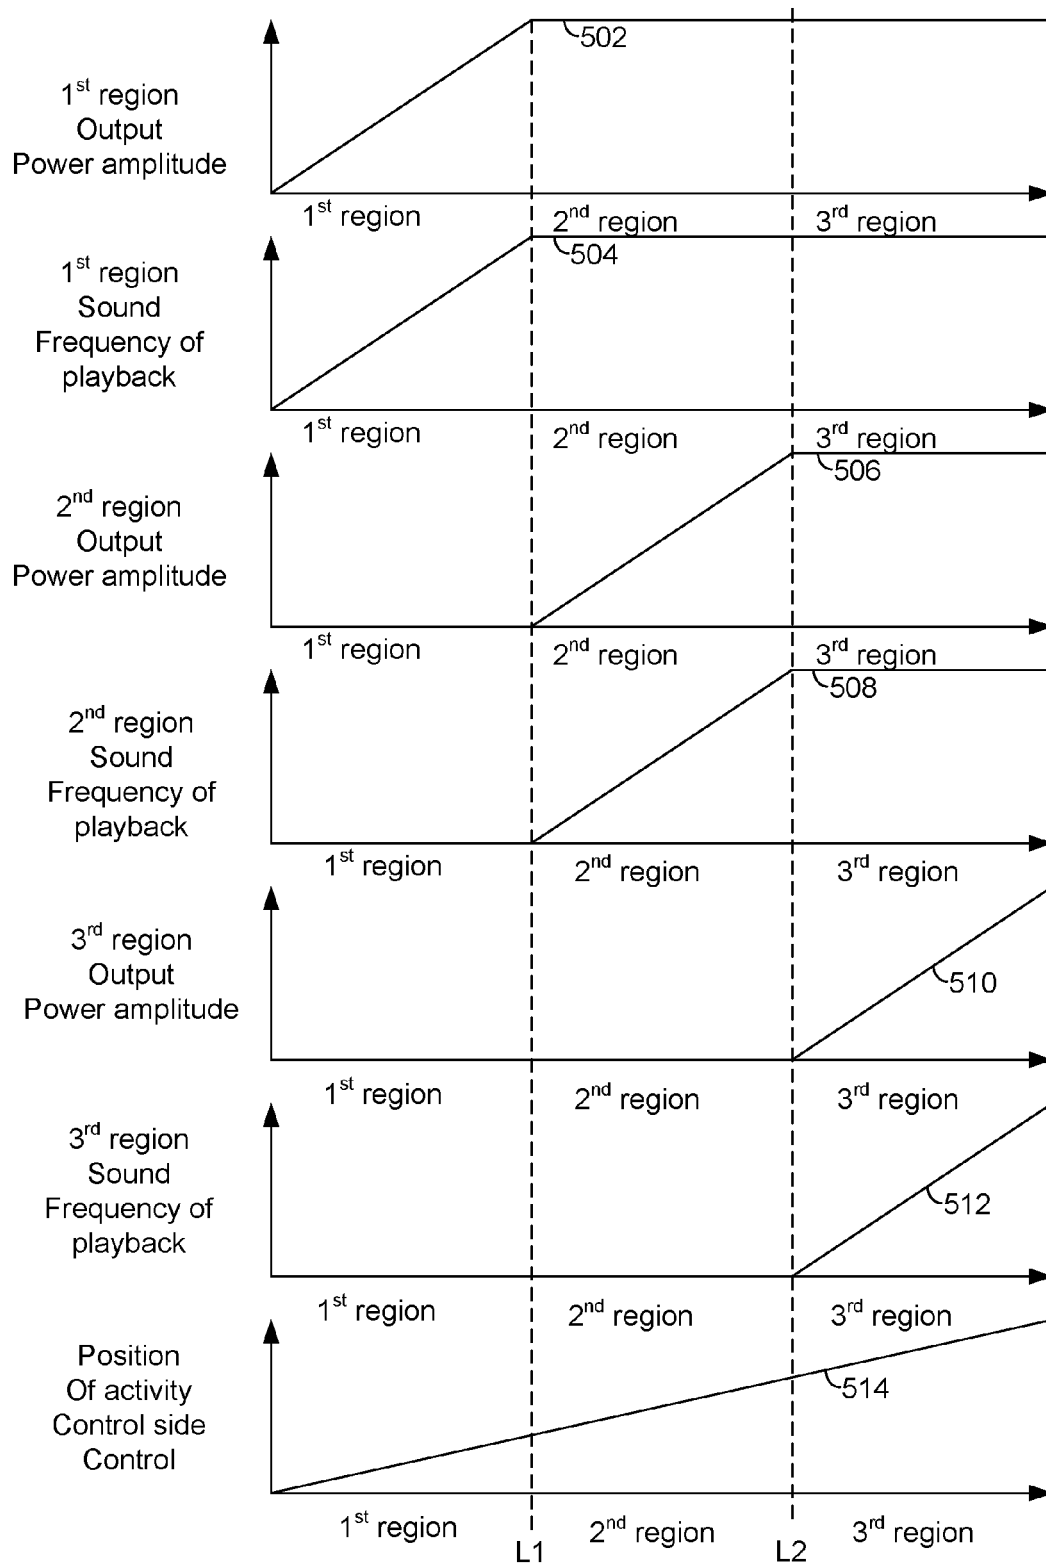 502
1st region
Output
Power amplitude
1st region
2nd region
3rd region
504
1st region
Sound
Frequency of
playback
1st region
2nd region
3rd region
506
2nd region
Output
Power amplitude
1st region
2nd region
3rd region
508
2nd region
Sound
Frequency of
playback
1st region
2nd region
3rd region
3rd region
Output
Power amplitude
510
1st region
2nd region
3rd region
3rd region
Sound
Frequency of
playback
512
1st region
2nd region
3rd region
Position
Of activity
Control side
Control
514
1st region
2nd region
3rd region
L1
L2